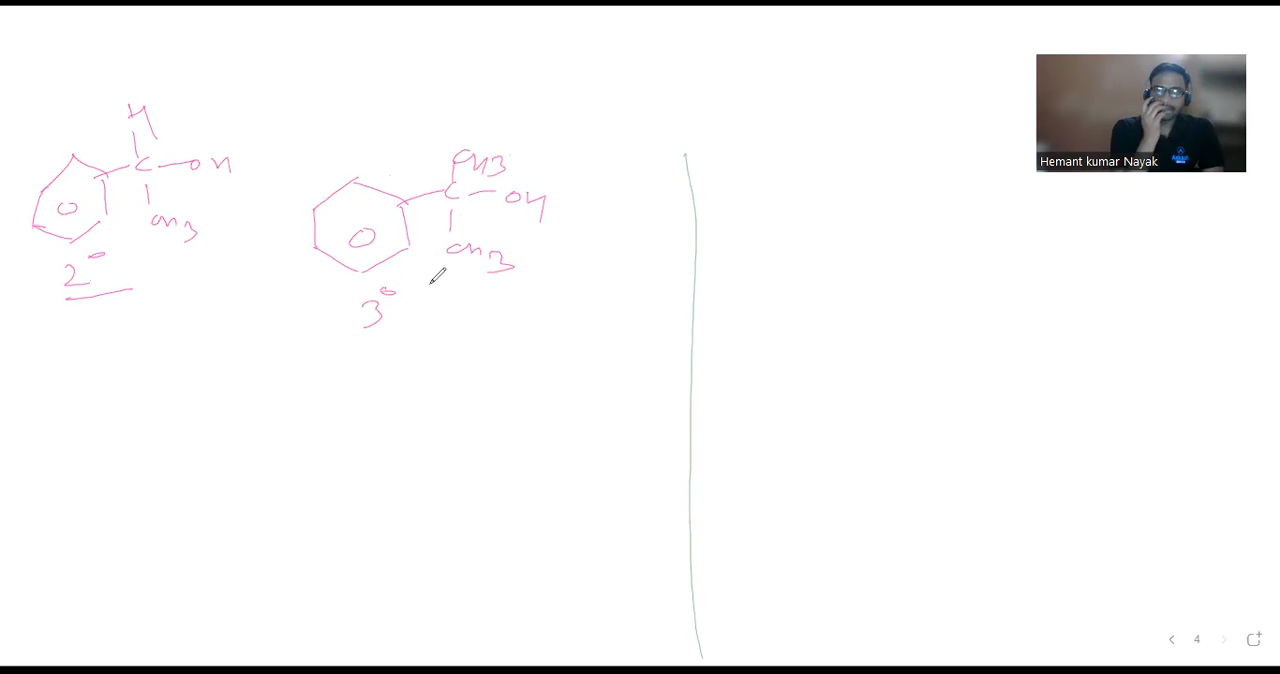 H
C - OH
CH3
2°
CH3
C - OH
CH3
3°
Hemant kumar Nayak
< 4 >